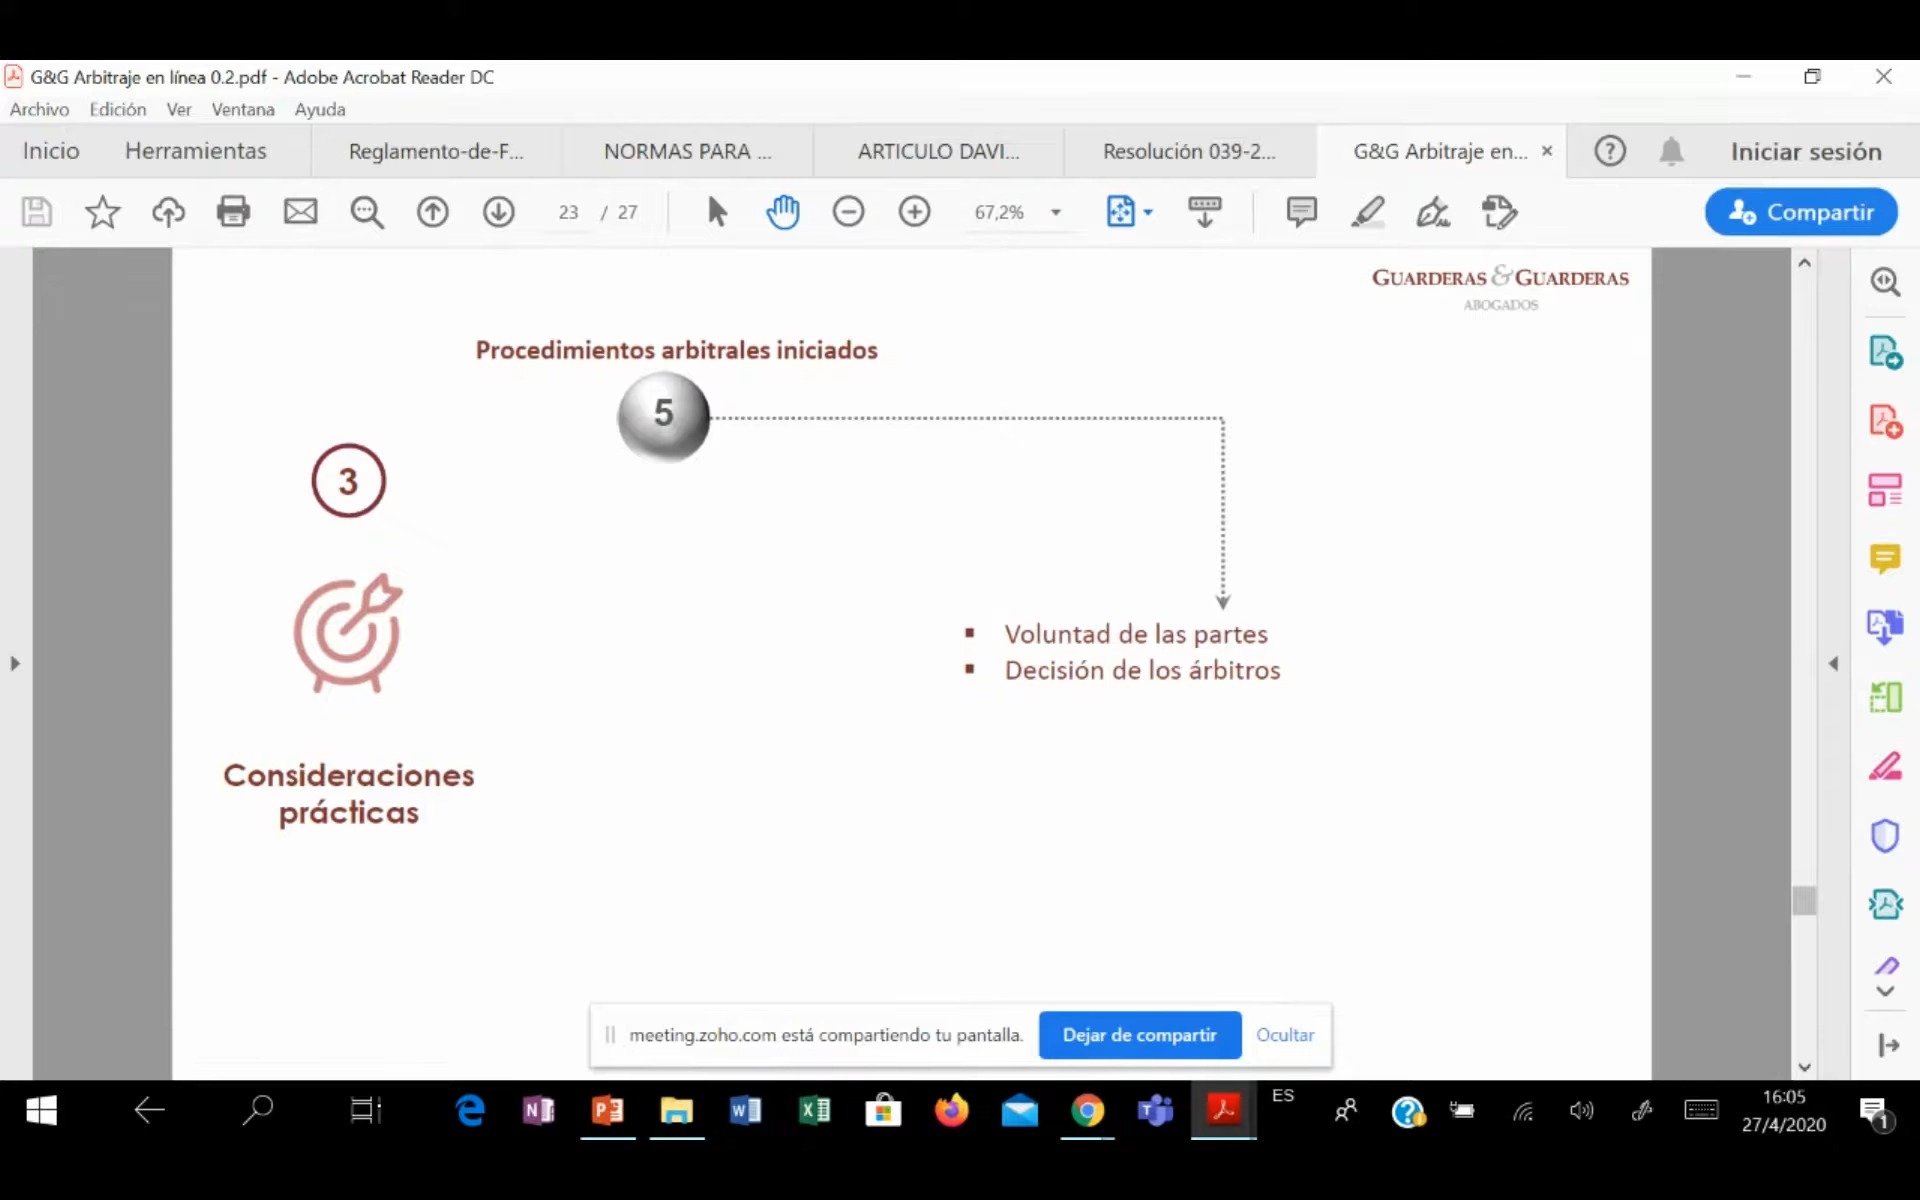 G&G Arbitraje en línea 0.2.pdf - Adobe Acrobat Reader DC
Archivo Edición Ver Ventana Ayuda
Inicio Herramientas Reglamento-de-F... NORMAS PARA ... ARTICULO DAVI... Resolución 039-2... G&G Arbitraje en... Iniciar sesión
23 / 27 67,2% Compartir
GUARDERAS & GUARDERAS
ABOGADOS
Procedimientos arbitrales iniciados
5
3
Voluntad de las partes
Decisión de los árbitros
Consideraciones
prácticas
meeting.zoho.com está compartiendo tu pantalla. Dejar de compartir Ocultar
ES
16:05
27/4/2020
1